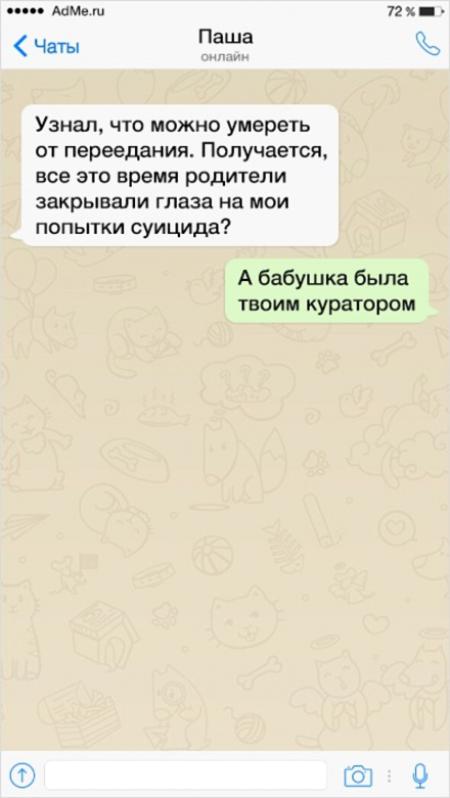 AdMe.ru
72 %
Чаты
Паша
онлайн
Узнал, что можно умереть
от переедания. Получается,
все это время родители
закрывали глаза на мои
попытки суицида?
А бабушка была
твоим куратором